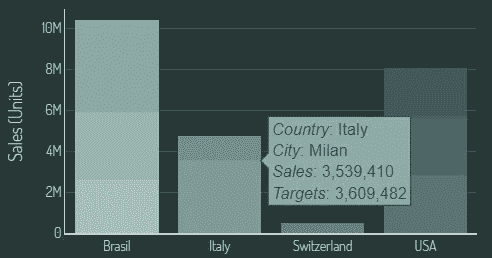 Sales (Units)
10M
8M
6M
4M
2M
0
Country: Italy
City: Milan
Sales: 3,539,410
Targets: 3,609,482
Brasil
Italy
Switzerland
USA